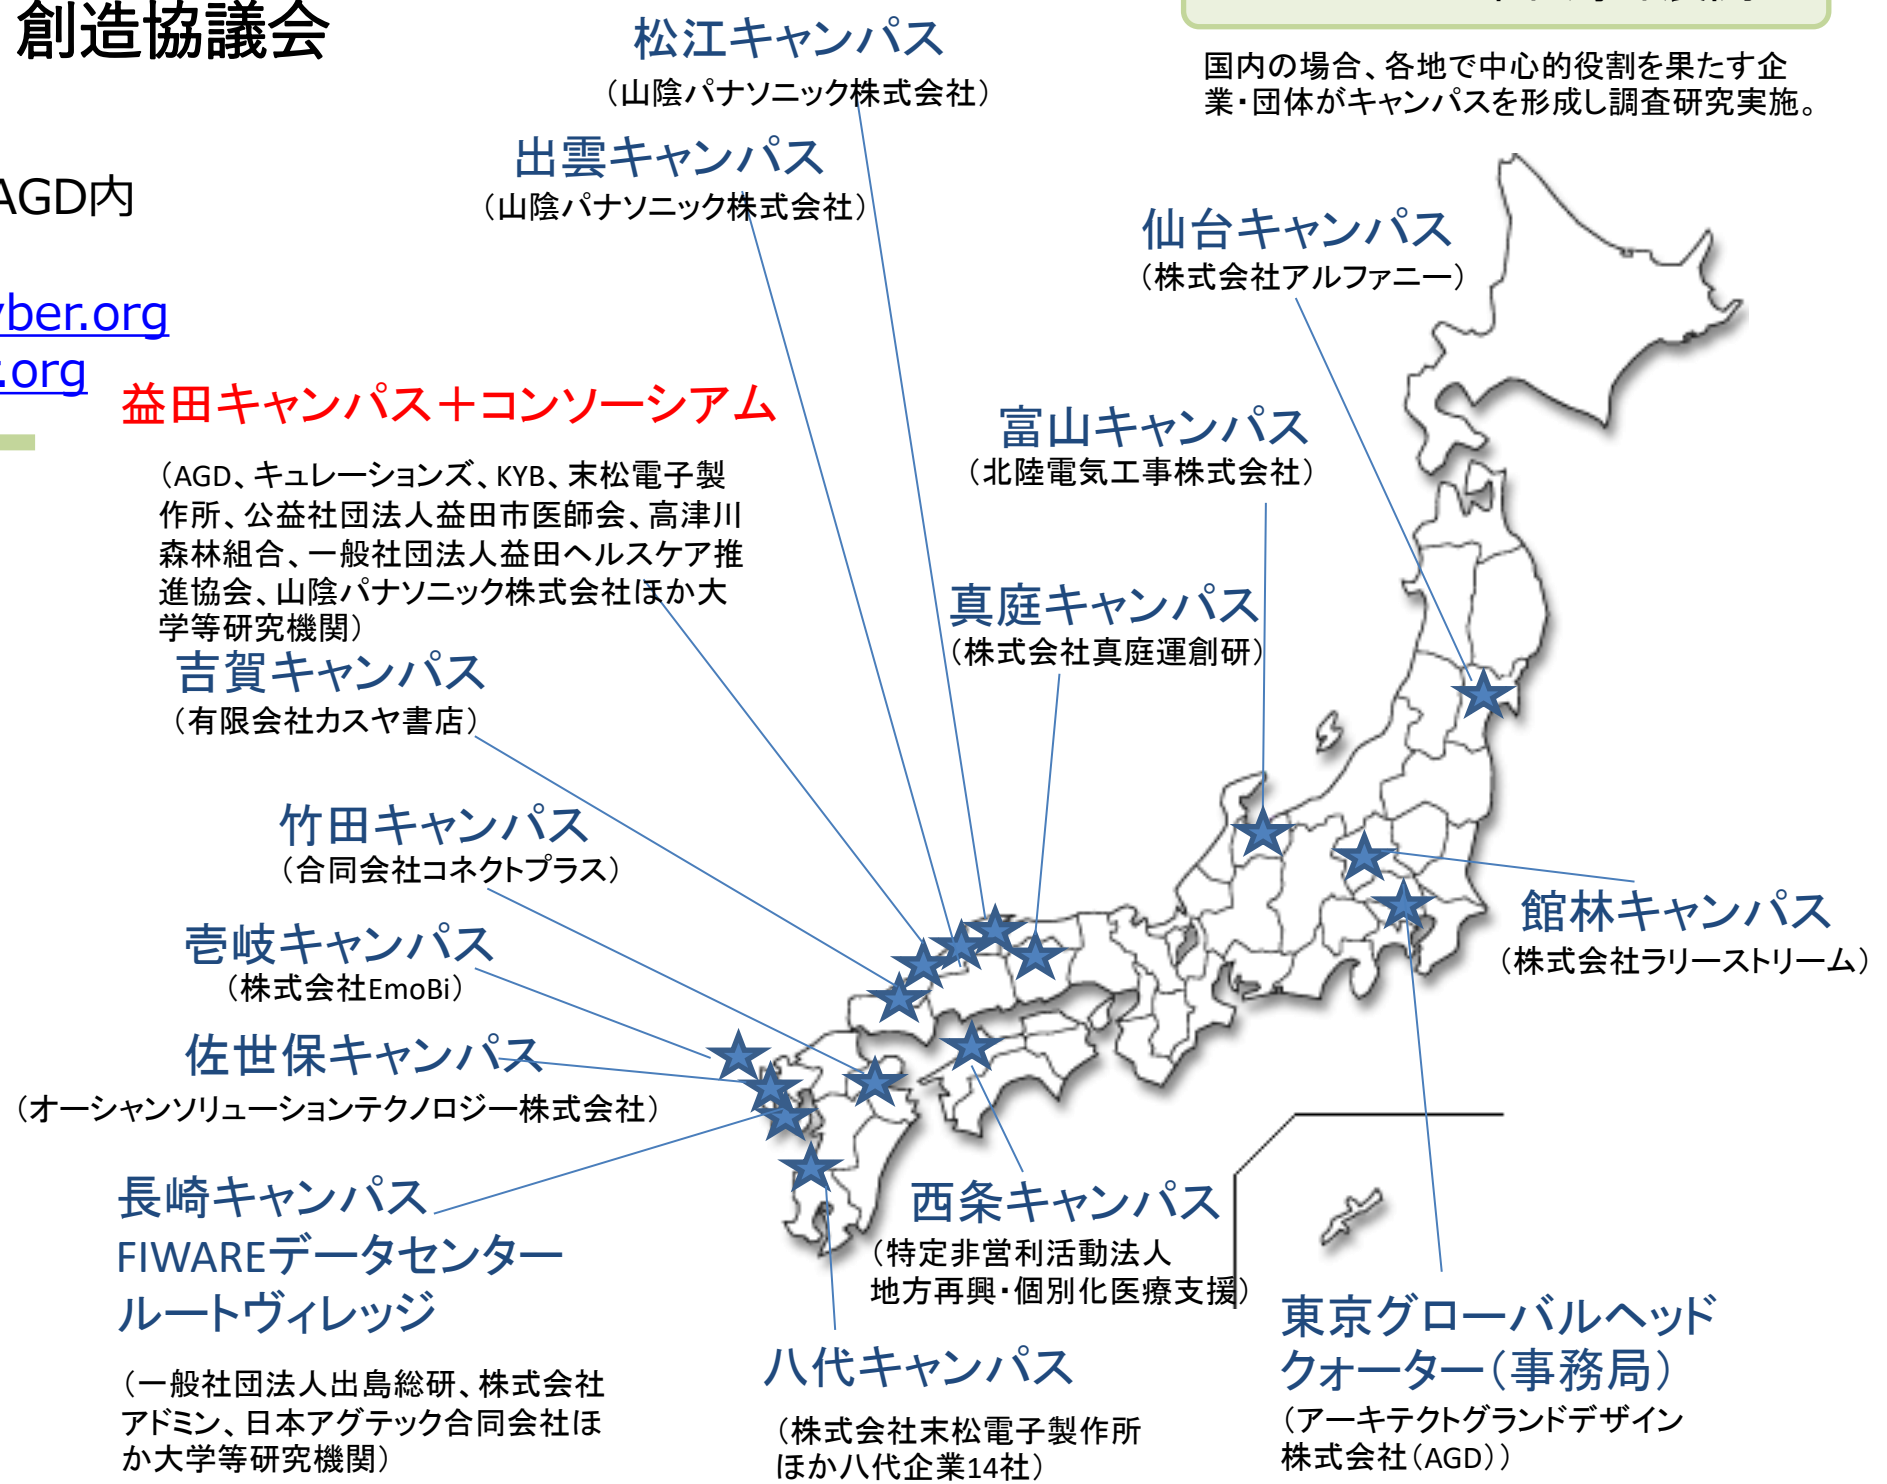 創造協議会
国内の場合、各地で中心的役割を果たす企
業・団体がキャンパスを形成し調査研究実施。
AGD内
yber.org
.org
松江キャンパス
（山陰パナソニック株式会社）
出雲キャンパス
（山陰パナソニック株式会社）
仙台キャンパス
（株式会社アルファニー）
益田キャンパス＋コンソーシアム
（AGD、キュレーションズ、KYB、末松電子製
作所、公益社団法人益田市医師会、高津川
森林組合、一般社団法人益田ヘルスケア推
進協会、山陰パナソニック株式会社ほか大
学等研究機関）
富山キャンパス
（北陸電気工事株式会社）
真庭キャンパス
（株式会社真庭運創研）
吉賀キャンパス
（有限会社カスヤ書店）
竹田キャンパス
（合同会社コネクトプラス）
館林キャンパス
（株式会社ラリーストリーム）
壱岐キャンパス
（株式会社EmoBi）
佐世保キャンパス
（オーシャンソリューションテクノロジー株式会社）
長崎キャンパス
FIWAREデータセンター
ルートヴィレッジ
（一般社団法人出島総研、株式会社
アドミン、日本アグテック合同会社ほ
か大学等研究機関）
西条キャンパス
（特定非営利活動法人
地方再興・個別化医療支援）
八代キャンパス
（株式会社末松電子製作所
ほか八代企業14社）
東京グローバルヘッド
クォーター（事務局）
（アーキテクトグランドデザイン
株式会社（AGD））